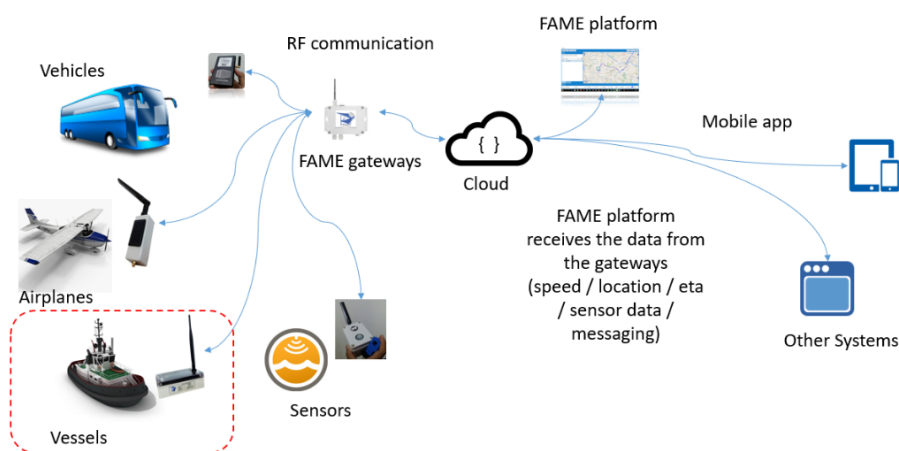 FAME platform
RF communication
Vehicles
Mobile app
FAME gateways
{ }
Cloud
FAME platform
receives the data from
the gateways
(speed / location / eta
/ sensor data /
messaging)
Airplanes
Other Systems
Sensors
Vessels